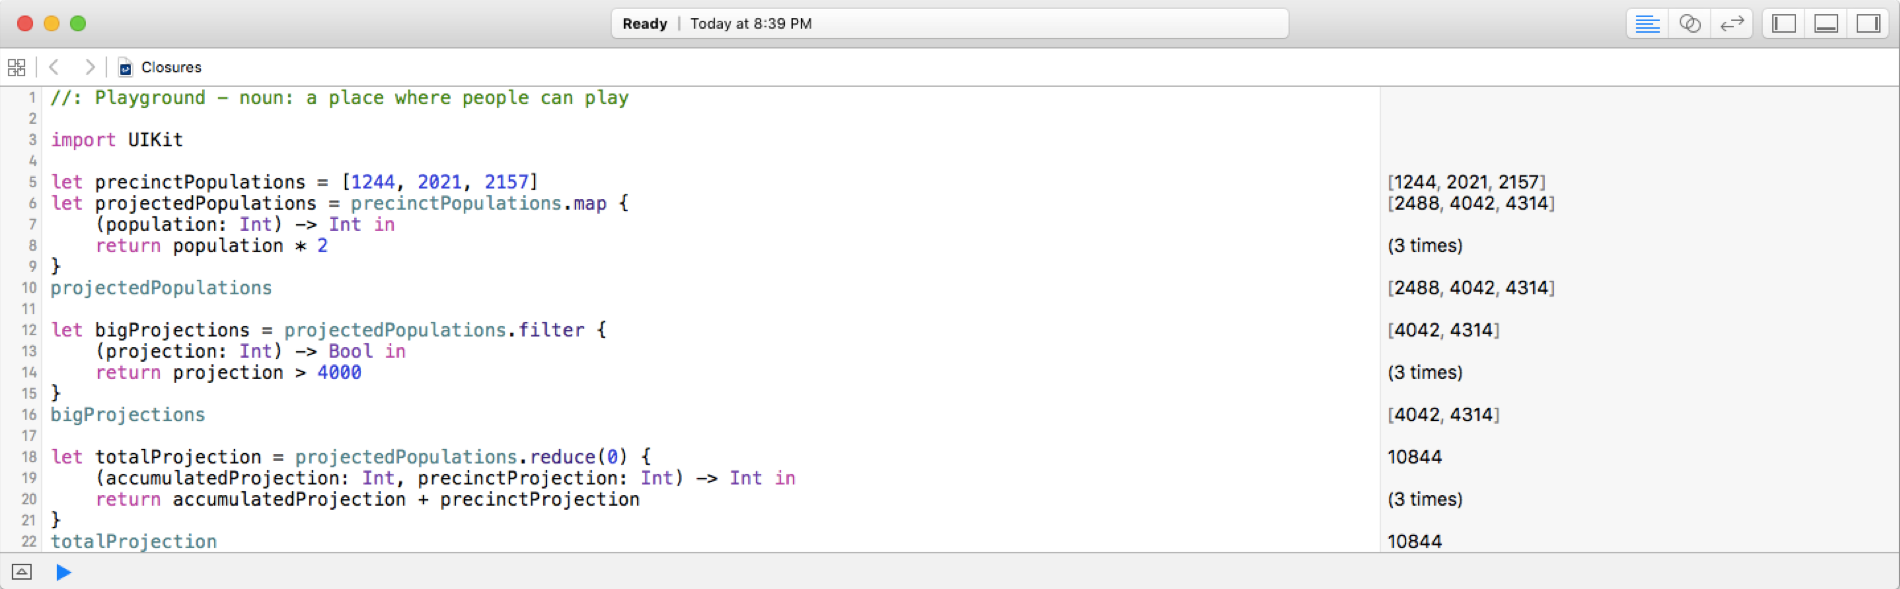 Ready | Today at 8:39 PM
Closures
1 //: Playground - noun: a place where people can play
2
3 import UIKit
4
5 let precinctPopulations = [1244, 2021, 2157] [1244, 2021, 2157]
6 let projectedPopulations = precinctPopulations.map { [2488, 4042, 4314]
7 (population: Int) -> Int in
8 return population * 2 (3 times)
9 }
10 projectedPopulations [2488, 4042, 4314]
11
12 let bigProjections = projectedPopulations.filter { [4042, 4314]
13 (projection: Int) -> Bool in
14 return projection > 4000 (3 times)
15 }
16 bigProjections [4042, 4314]
17
18 let totalProjection = projectedPopulations.reduce(0) { 10844
19 (accumulatedProjection: Int, precinctProjection: Int) -> Int in
20 return accumulatedProjection + precinctProjection (3 times)
21 }
22 totalProjection 10844